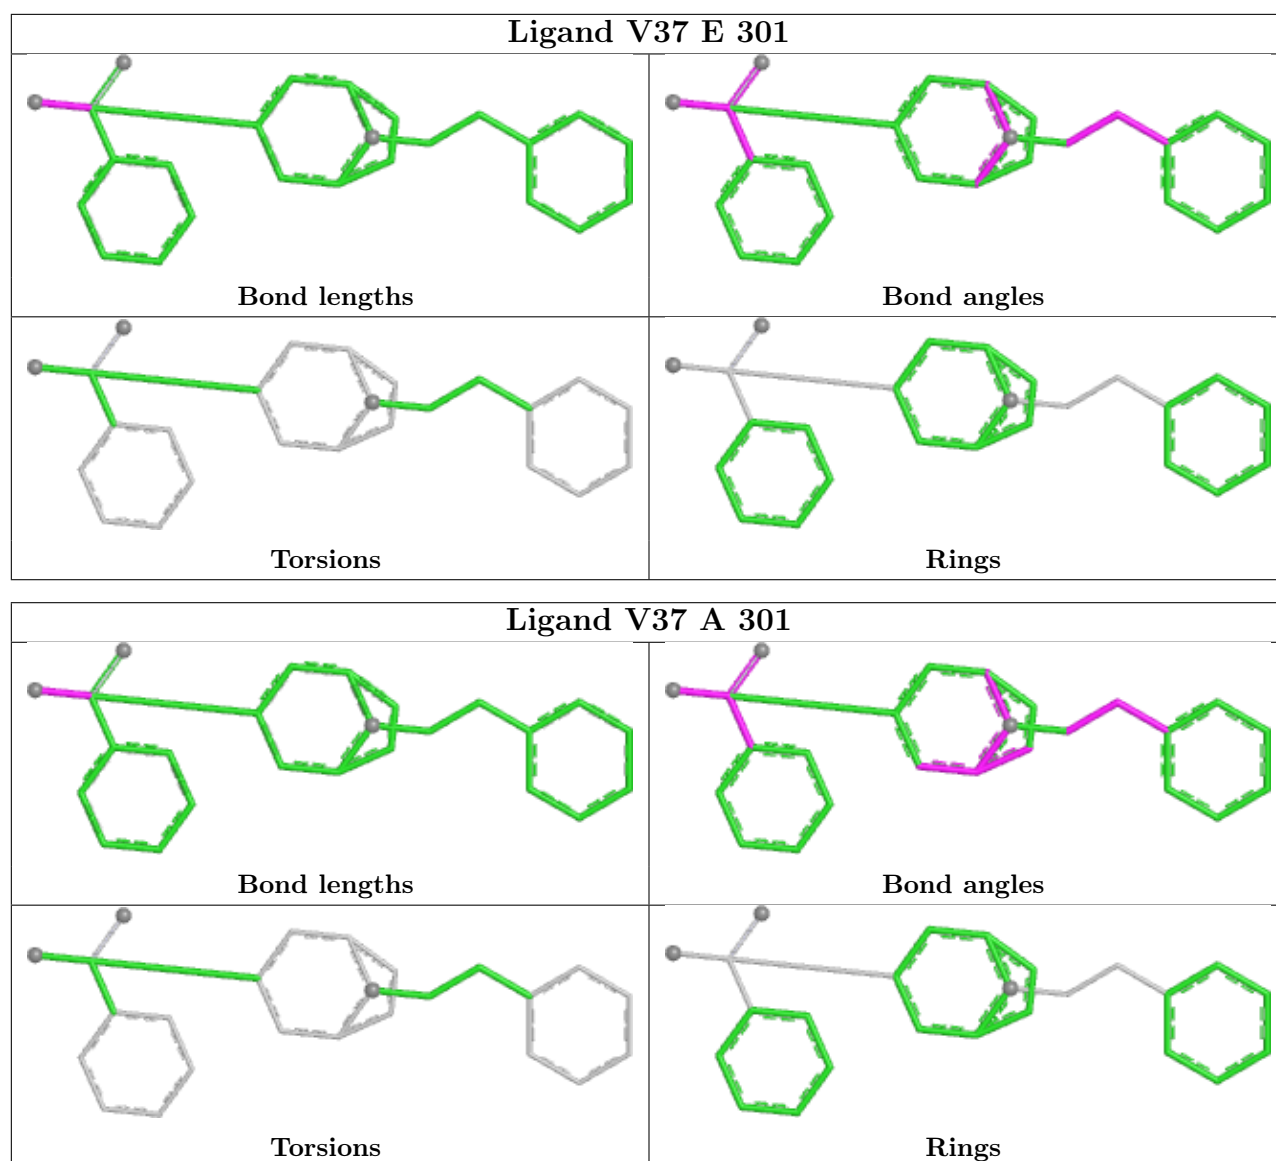 Ligand V37 E 301
Bond lengths
Bond angles
Torsions
Rings
Ligand V37 A 301
Bond lengths
Bond angles
Torsions
Rings